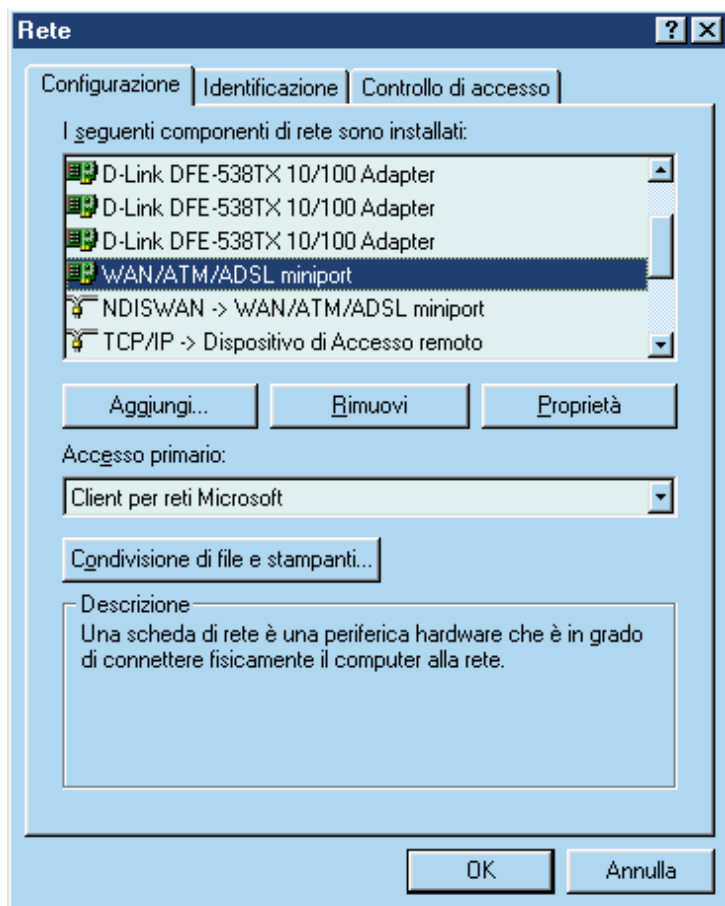 Rete
Configurazione Identificazione Controllo di accesso
I seguenti componenti di rete sono installati:
D-Link DFE-538TX 10/100 Adapter
D-Link DFE-538TX 10/100 Adapter
D-Link DFE-538TX 10/100 Adapter
WAN/ATM/ADSL miniport
NDISWAN -> WAN/ATM/ADSL miniport
TCP/IP -> Dispositivo di Accesso remoto
Aggiungi... Rimuovi Proprietà
Accesso primario:
Client per reti Microsoft
Condivisione di file e stampanti...
Descrizione
Una scheda di rete è una periferica hardware che è in grado
di connettere fisicamente il computer alla rete.
OK Annulla